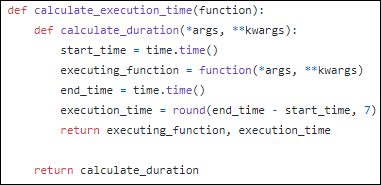 def calculate_execution_time(function):
    def calculate_duration(*args, **kwargs):
        start_time = time.time()
        executing_function = function(*args, **kwargs)
        end_time = time.time()
        execution_time = round(end_time - start_time, 7)
        return executing_function, execution_time

    return calculate_duration